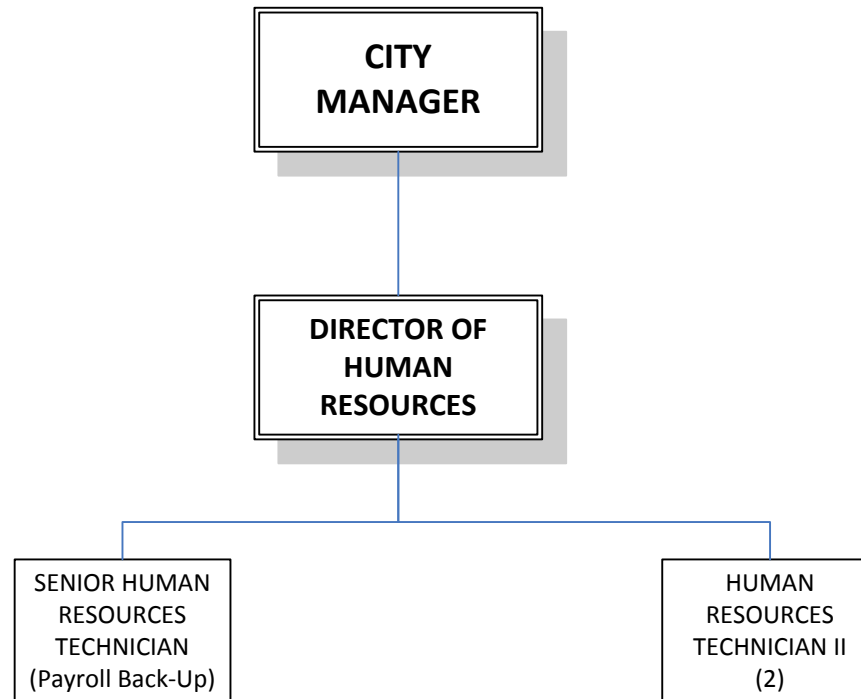 CITY
MANAGER
DIRECTOR OF
HUMAN
RESOURCES
SENIOR HUMAN
RESOURCES
TECHNICIAN
(Payroll Back-Up)
HUMAN
RESOURCES
TECHNICIAN II
(2)